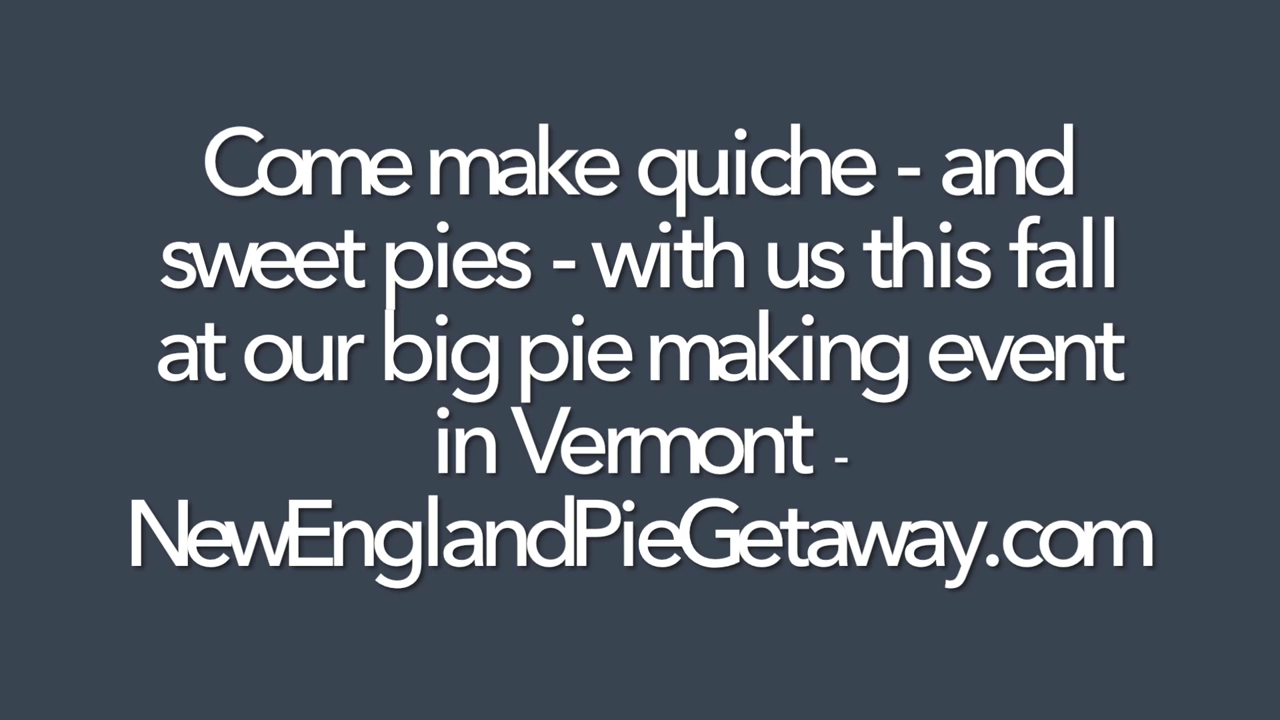 Come make quiche - and
sweet pies - with us this fall
at our big pie making event
in Vermont -
NewEnglandPieGetaway.com